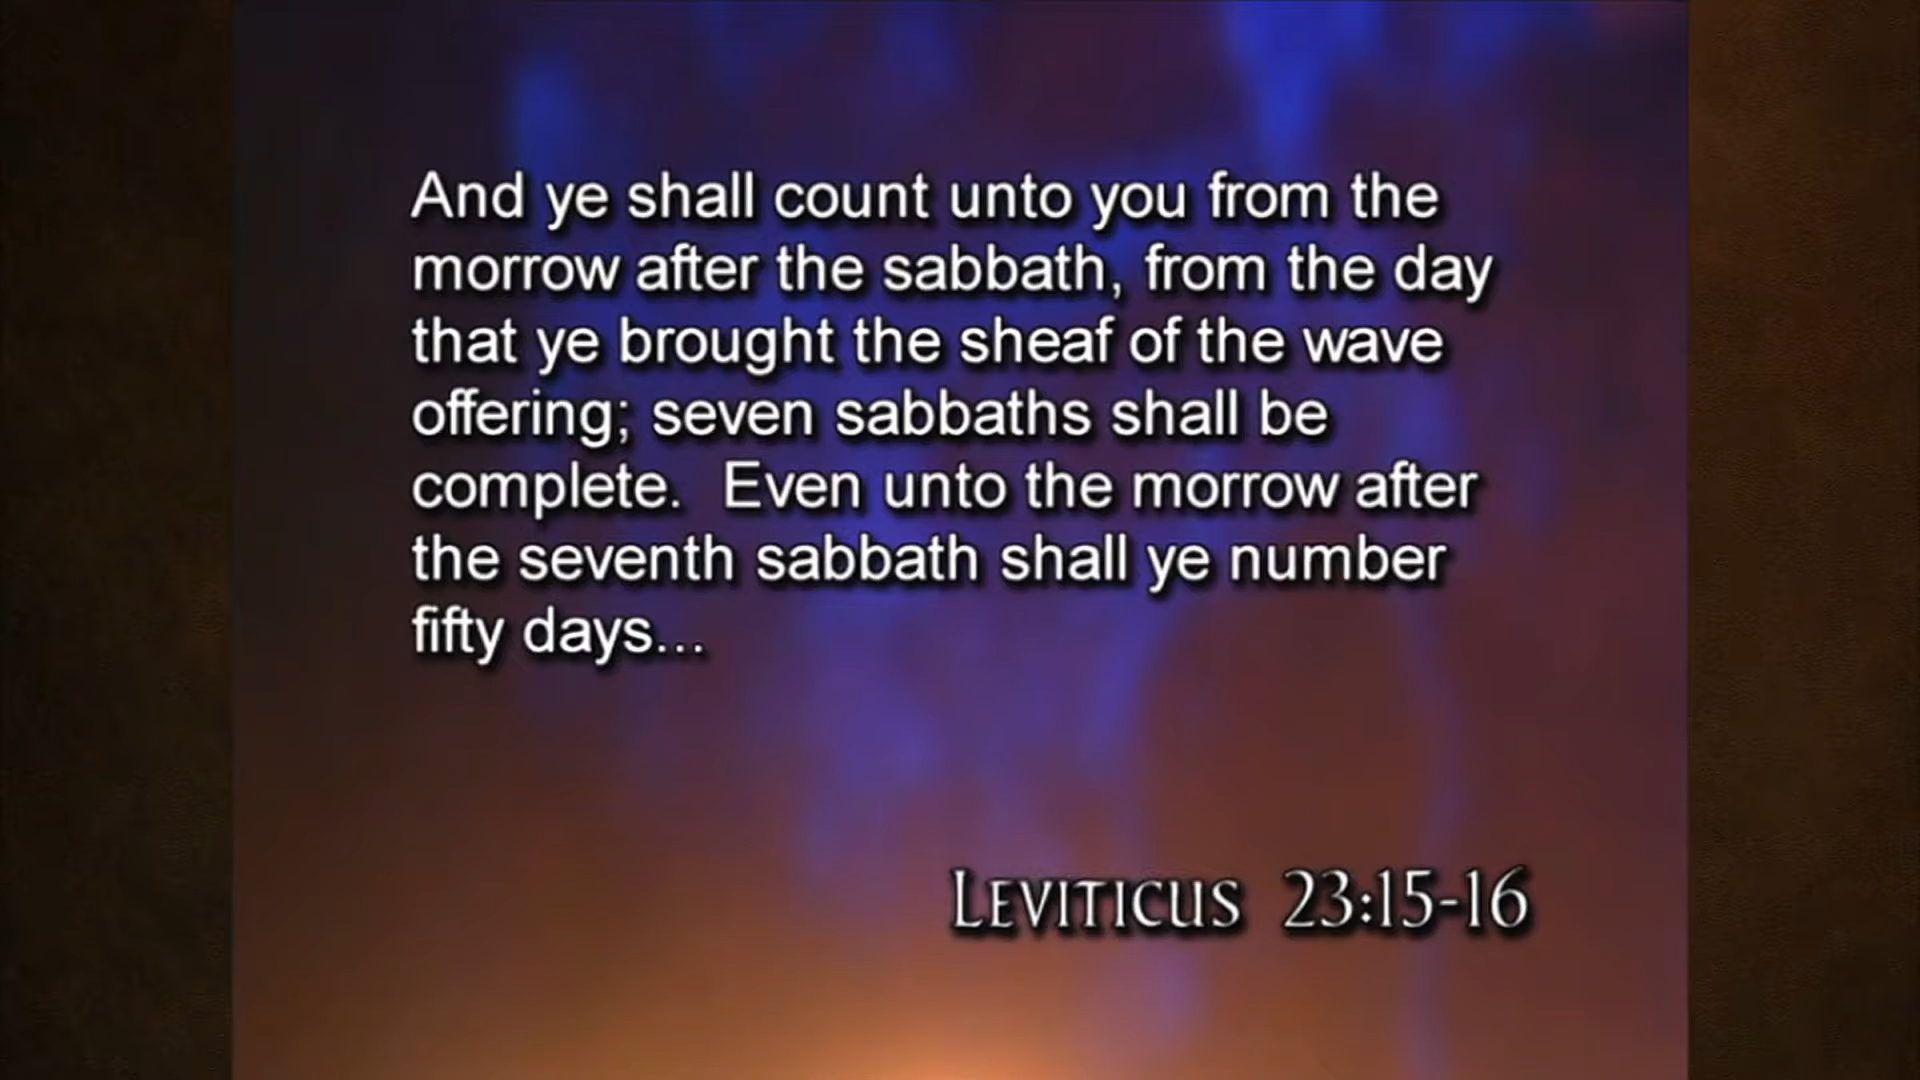 And ye shall count unto you from the
morrow after the sabbath, from the day
that ye brought the sheaf of the wave
offering; seven sabbaths shall be
complete.  Even unto the morrow after
the seventh sabbath shall ye number
fifty days...
Leviticus 23:15-16